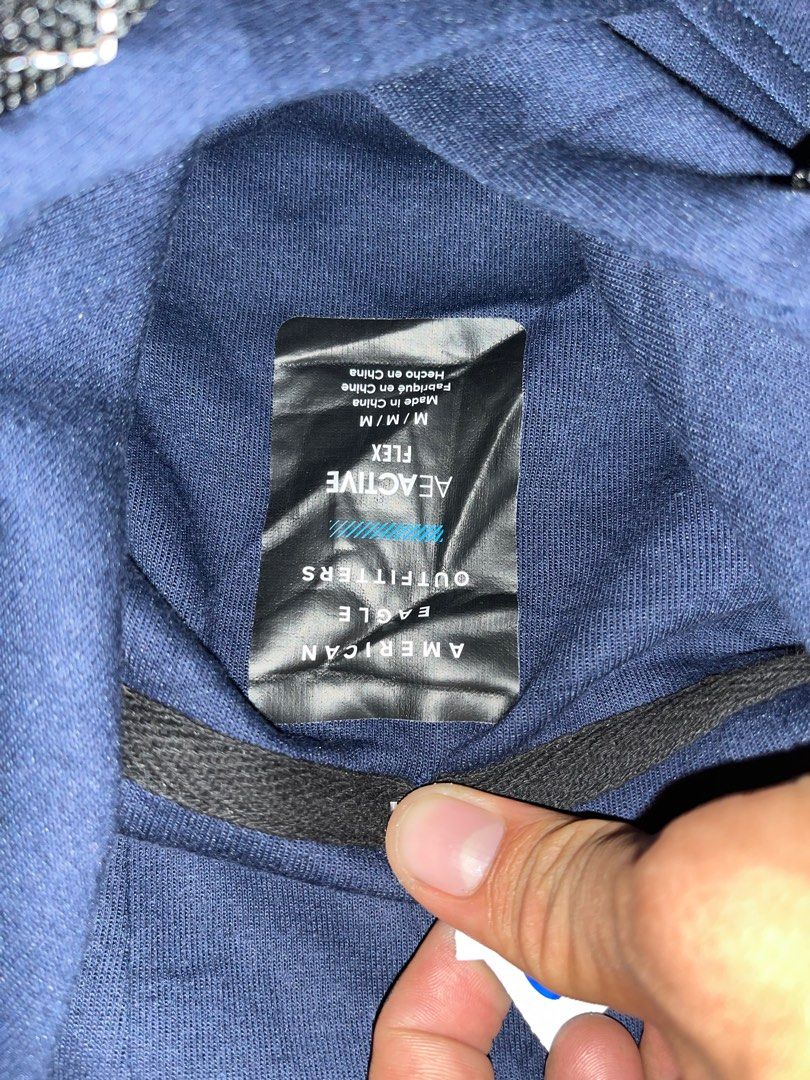 AMERICAN
EAGLE
OUTFITTERS
AEACTIVE
FLEX
M / M / M
Made in China
Fabriqué en Chine
Hecho en China